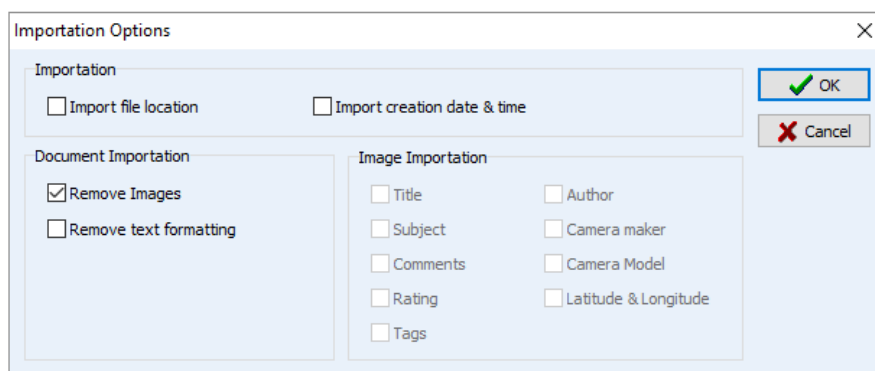 Importation Options
Importation
Import file location
Import creation date & time
OK
Cancel
Document Importation
Remove Images
Remove text formatting
Image Importation
Title
Author
Subject
Camera maker
Comments
Camera Model
Rating
Latitude & Longitude
Tags